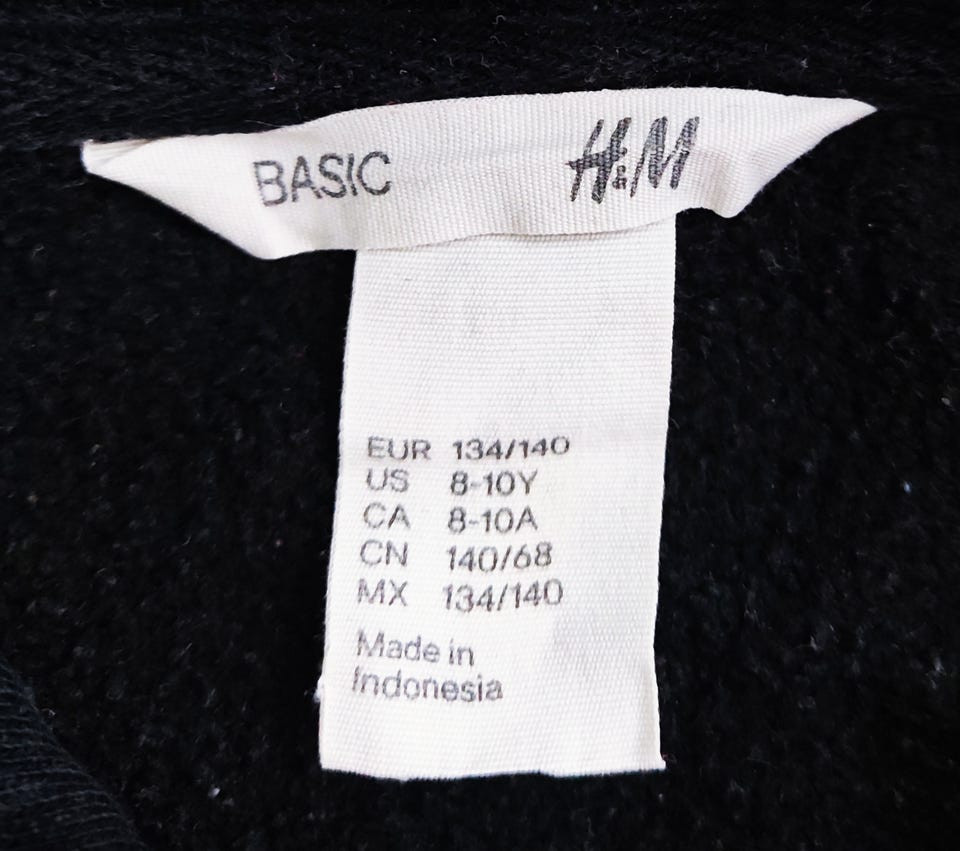 BASIC H&M
EUR 134/140
US 8-10Y
CA 8-10A
CN 140/68
MX 134/140
Made in
Indonesia